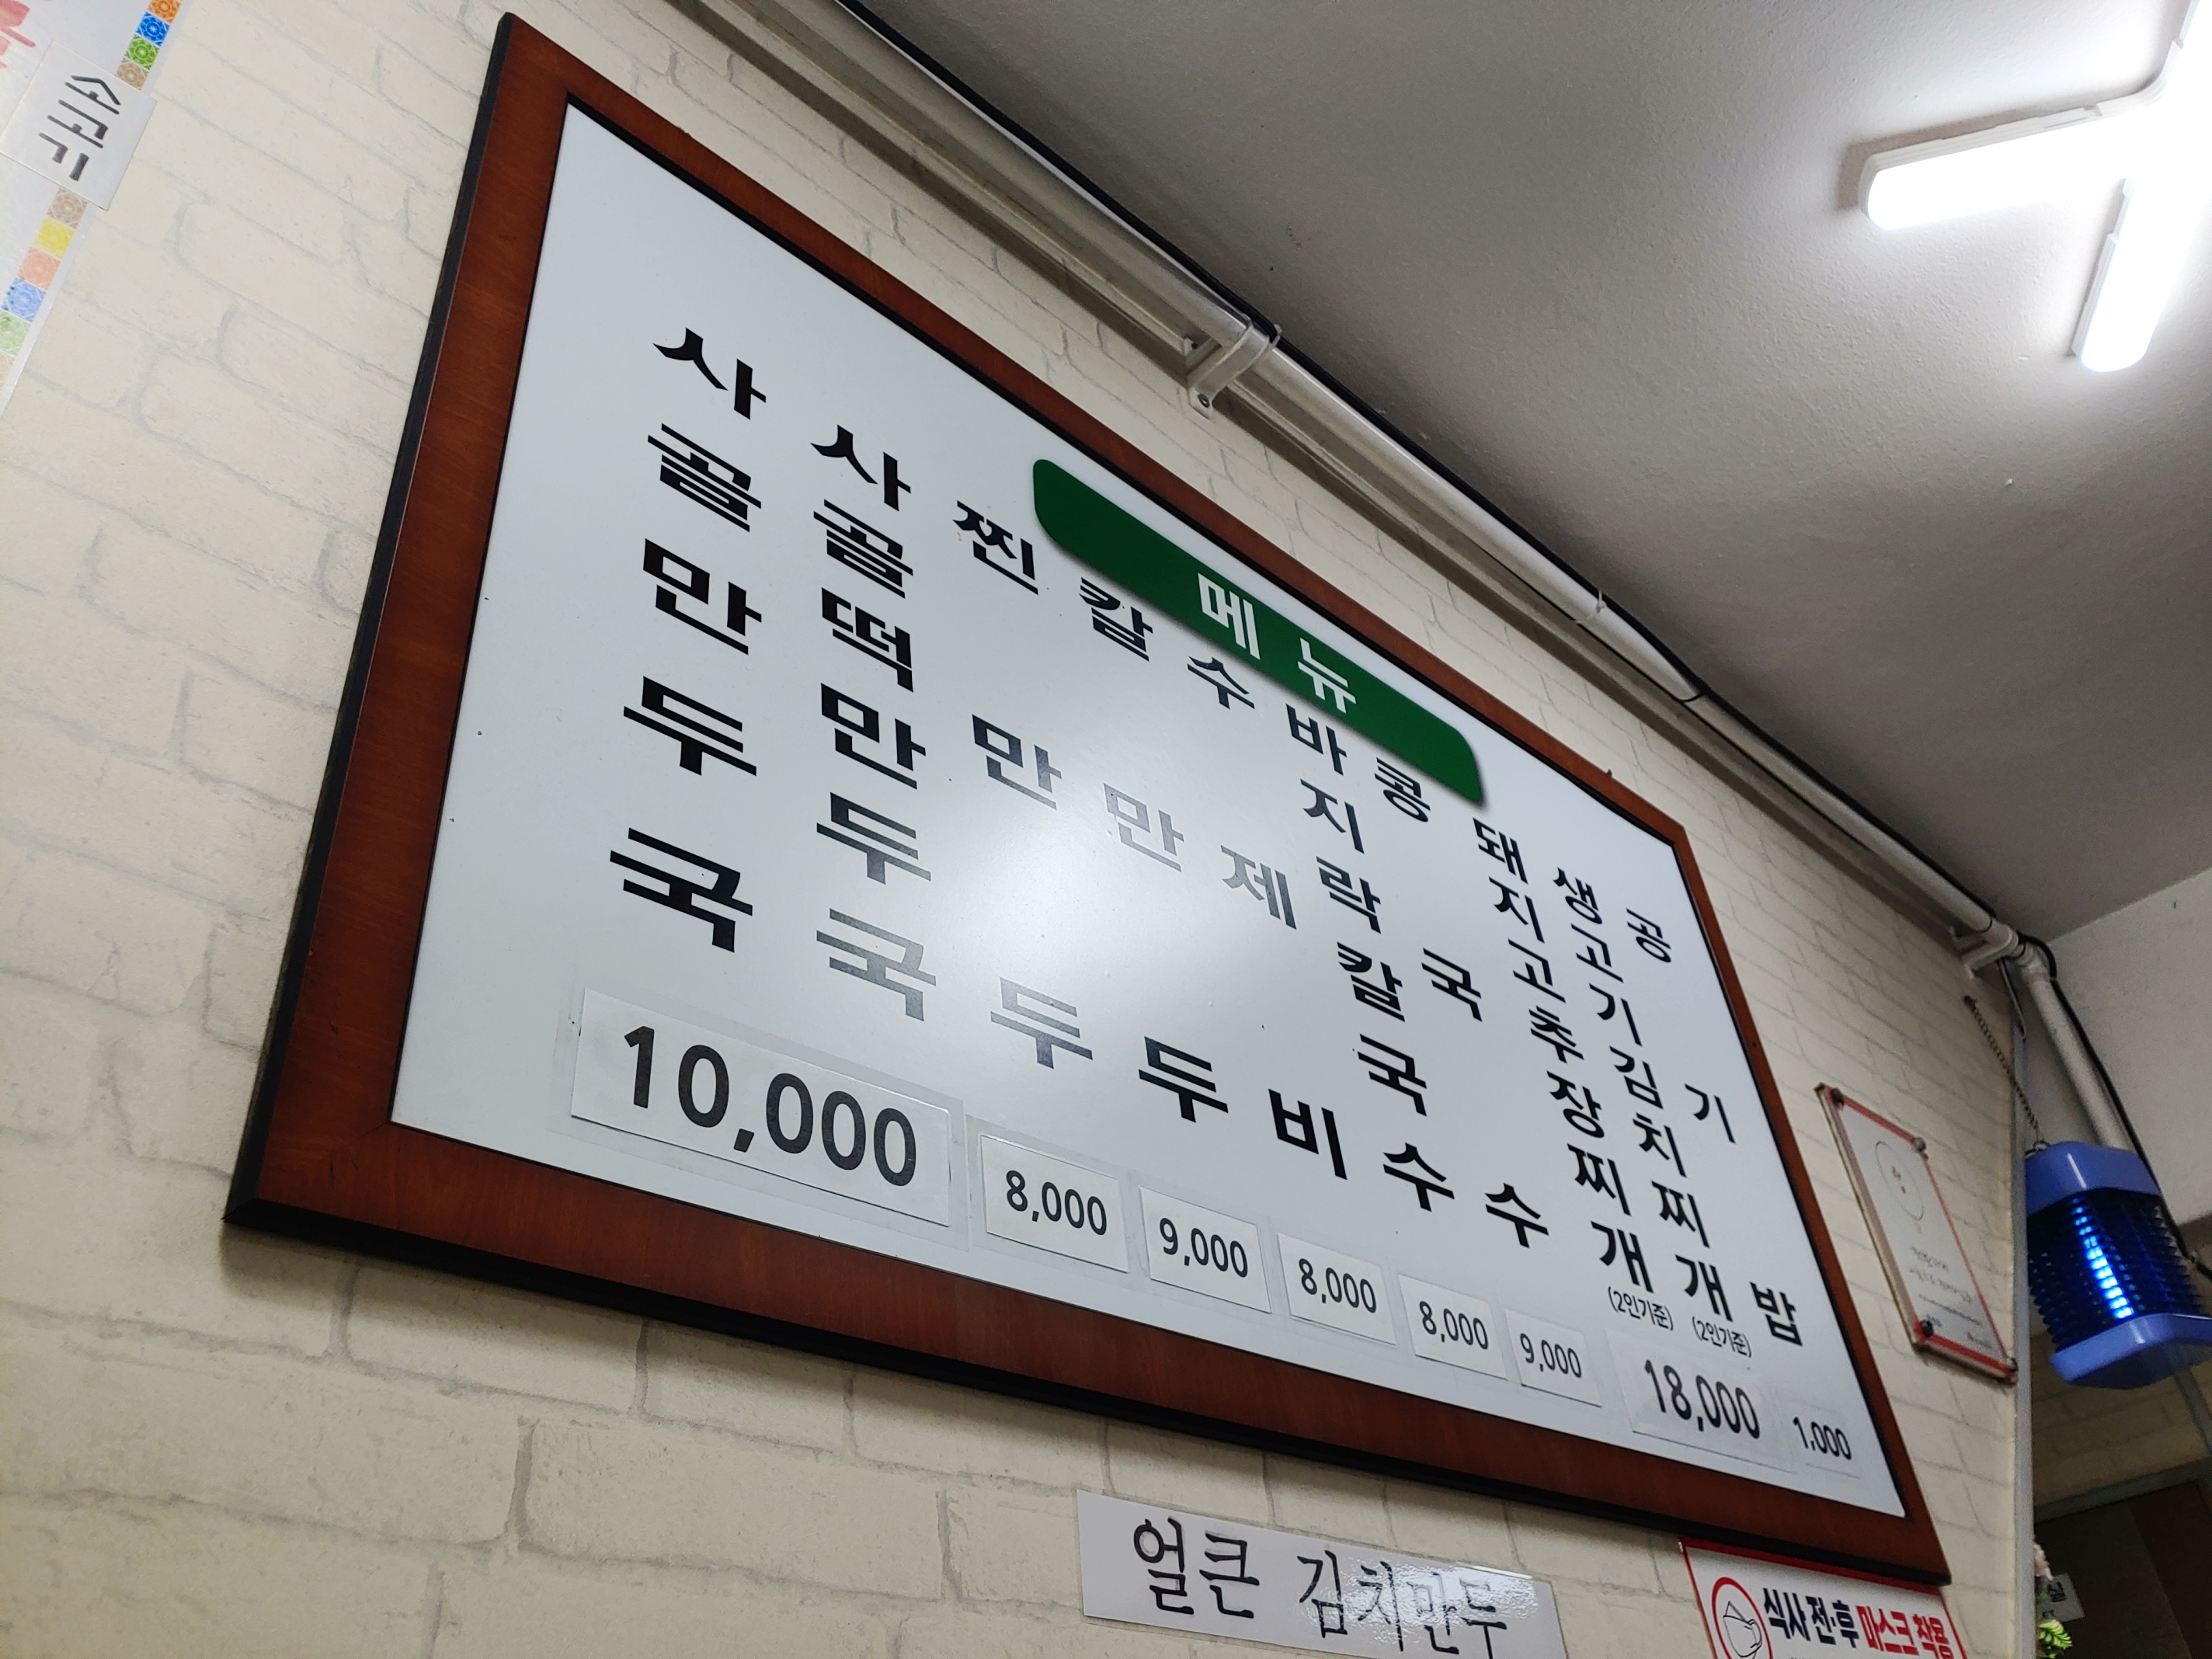 소고기
메뉴
사골만두국
사골떡만두국
10,000
찐만두
8,000
칼만두
9,000
수제비
8,000
바지락칼국수
8,000
콩국수
9,000
돼지고추장찌개
(2인기준)
생고기김치찌개
(2인기준)
18,000
공기밥
1,000
얼큰 김치만두
식사 전·후 마스크 착용